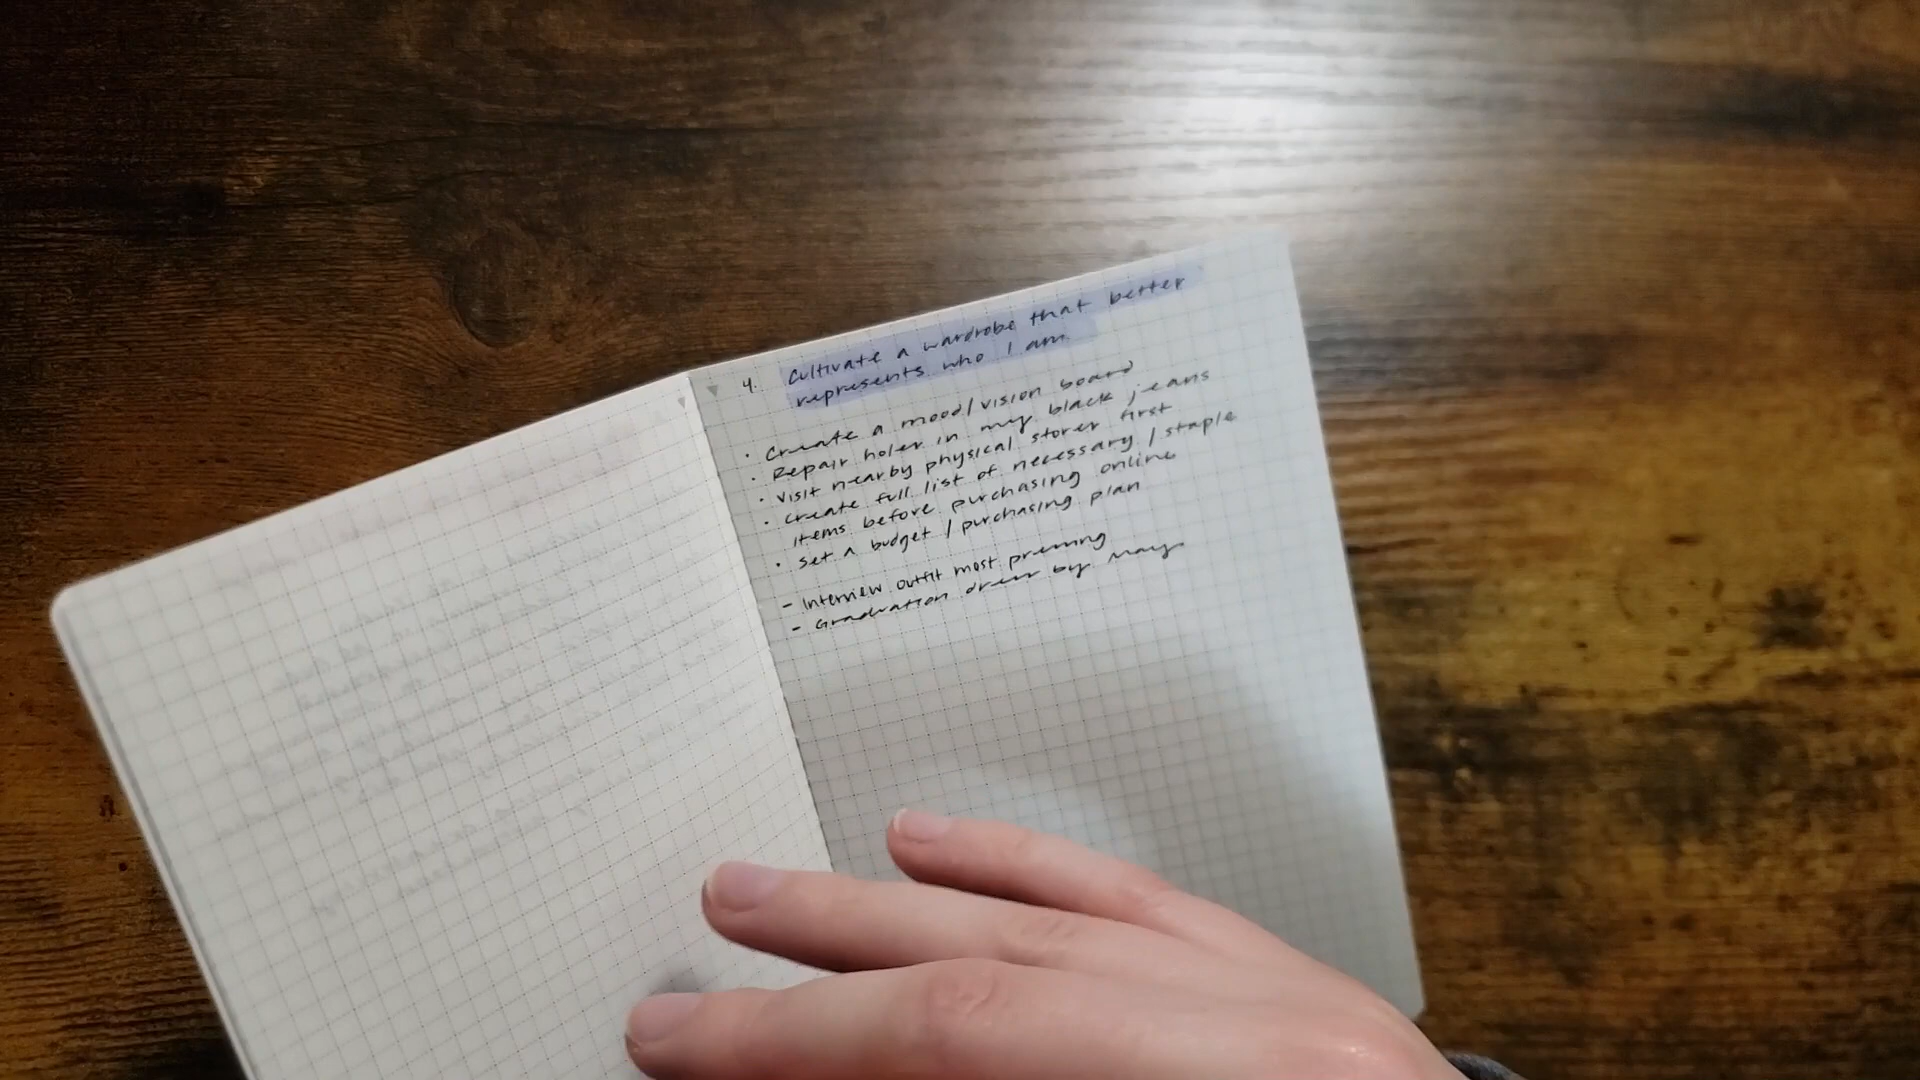 4. Cultivate a wardrobe that better
represents who I am
• Create a mood/vision board
• Repair holes in my black jeans
• Visit nearby physical stores first
• Create full list of necessary/staple
items before purchasing online
• Set a budget/purchasing plan
- Interview outfit most pressing
- Graduation dress by May